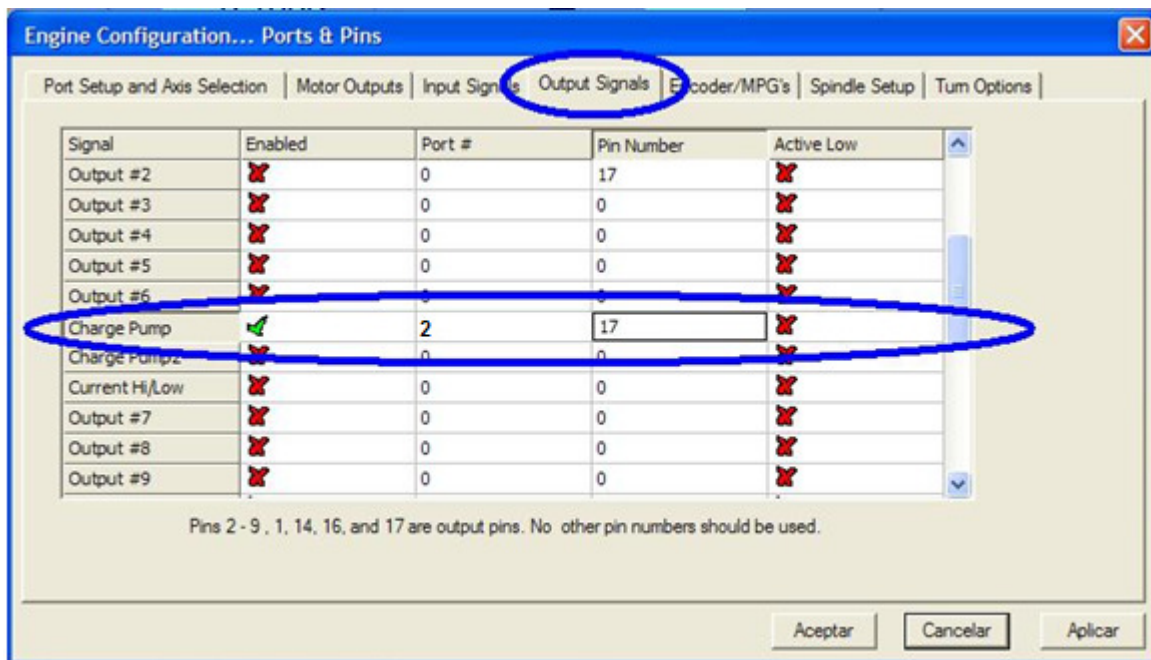 Engine Configuration... Ports & Pins
Port Setup and Axis Selection Motor Outputs Input Signals Output Signals Encoder/MPG's Spindle Setup Turn Options
Signal Enabled Port # Pin Number Active Low
Output #2 0 17
Output #3 0 0
Output #4 0 0
Output #5 0 0
Output #6 0 0
Charge Pump 2 17
Charge Pump2 0 0
Current Hi/Low 0 0
Output #7 0 0
Output #8 0 0
Output #9 0 0
Pins 2 - 9 , 1, 14, 16, and 17 are output pins. No other pin numbers should be used.
Aceptar Cancelar Aplicar